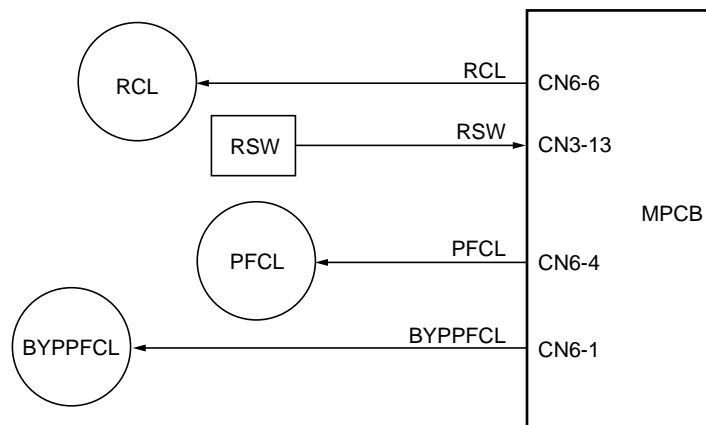 RCL
RCL
CN6-6
RSW
RSW
CN3-13
MPCB
PFCL
PFCL
CN6-4
BYPPFCL
BYPPFCL
CN6-1